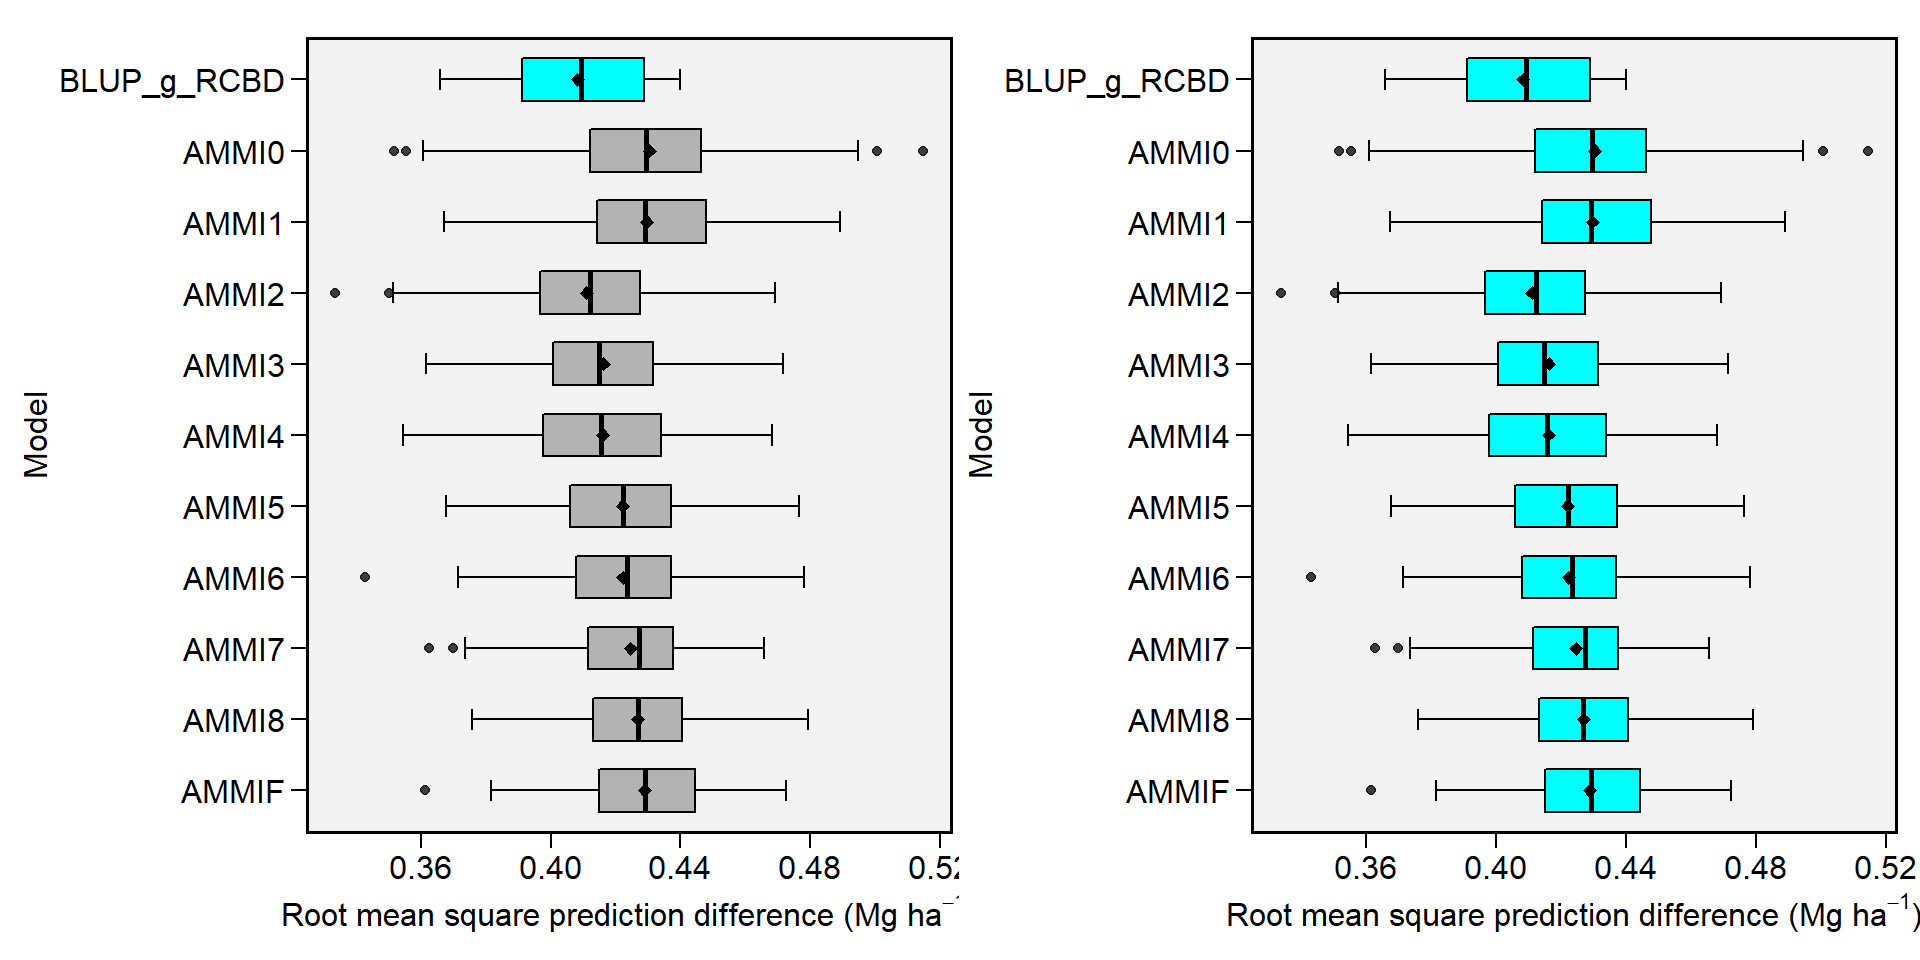 BLUP_g_RCBD
AMMI0
AMMI1
AMMI2
AMMI3
AMMI4
AMMI5
AMMI6
AMMI7
AMMI8
AMMIF
Model
0.36 0.40 0.44 0.48 0.52
Root mean square prediction difference (Mg ha⁻¹
BLUP_g_RCBD
AMMI0
AMMI1
AMMI2
AMMI3
AMMI4
AMMI5
AMMI6
AMMI7
AMMI8
AMMIF
Model
0.36 0.40 0.44 0.48 0.52
Root mean square prediction difference (Mg ha⁻¹)